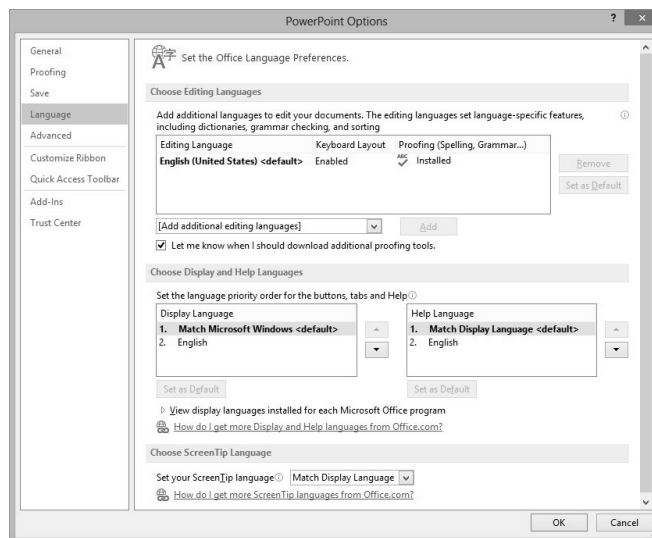 PowerPoint Options
? ×
General
Proofing
Save
Language
Advanced
Customize Ribbon
Quick Access Toolbar
Add-Ins
Trust Center
Set the Office Language Preferences.
Choose Editing Languages
Add additional languages to edit your documents. The editing languages set language-specific features,
including dictionaries, grammar checking, and sorting
Editing Language Keyboard Layout Proofing (Spelling, Grammar...)
English (United States) <default> Enabled Installed
Remove
Set as Default
[Add additional editing languages] Add
Let me know when I should download additional proofing tools.
Choose Display and Help Languages
Set the language priority order for the buttons, tabs and Help
Display Language
1. Match Microsoft Windows <default>
2. English
Set as Default
Help Language
1. Match Display Language <default>
2. English
Set as Default
View display languages installed for each Microsoft Office program
How do I get more Display and Help languages from Office.com?
Choose ScreenTip Language
Set your ScreenTip language Match Display Language
How do I get more ScreenTip languages from Office.com?
OK Cancel